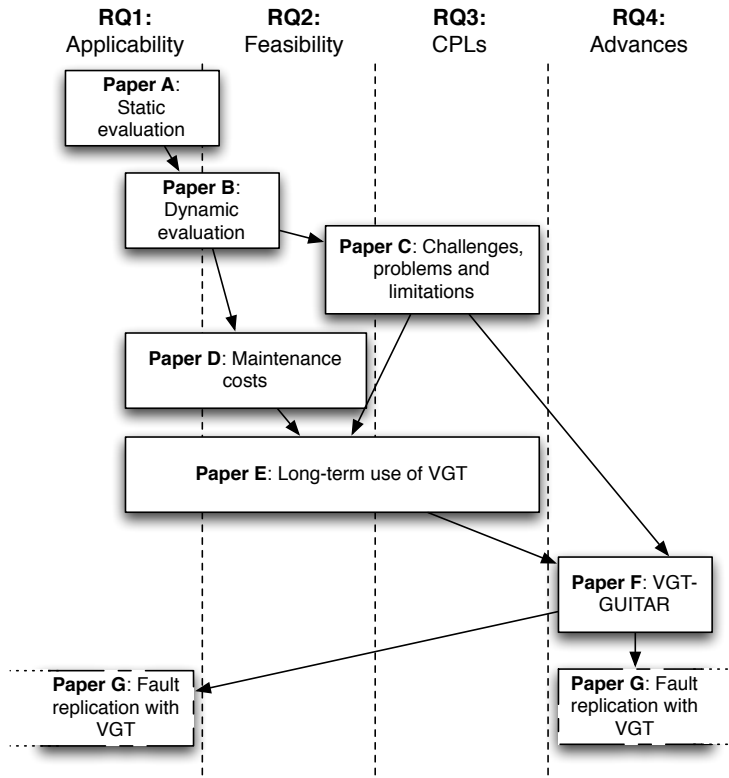 RQ1:
Applicability
RQ2:
Feasibility
RQ3:
CPLs
RQ4:
Advances
Paper A:
Static
evaluation
Paper B:
Dynamic
evaluation
Paper C: Challenges,
problems and
limitations
Paper D: Maintenance
costs
Paper E: Long-term use of VGT
Paper F: VGT-
GUITAR
Paper G: Fault
replication with
VGT
Paper G: Fault
replication with
VGT